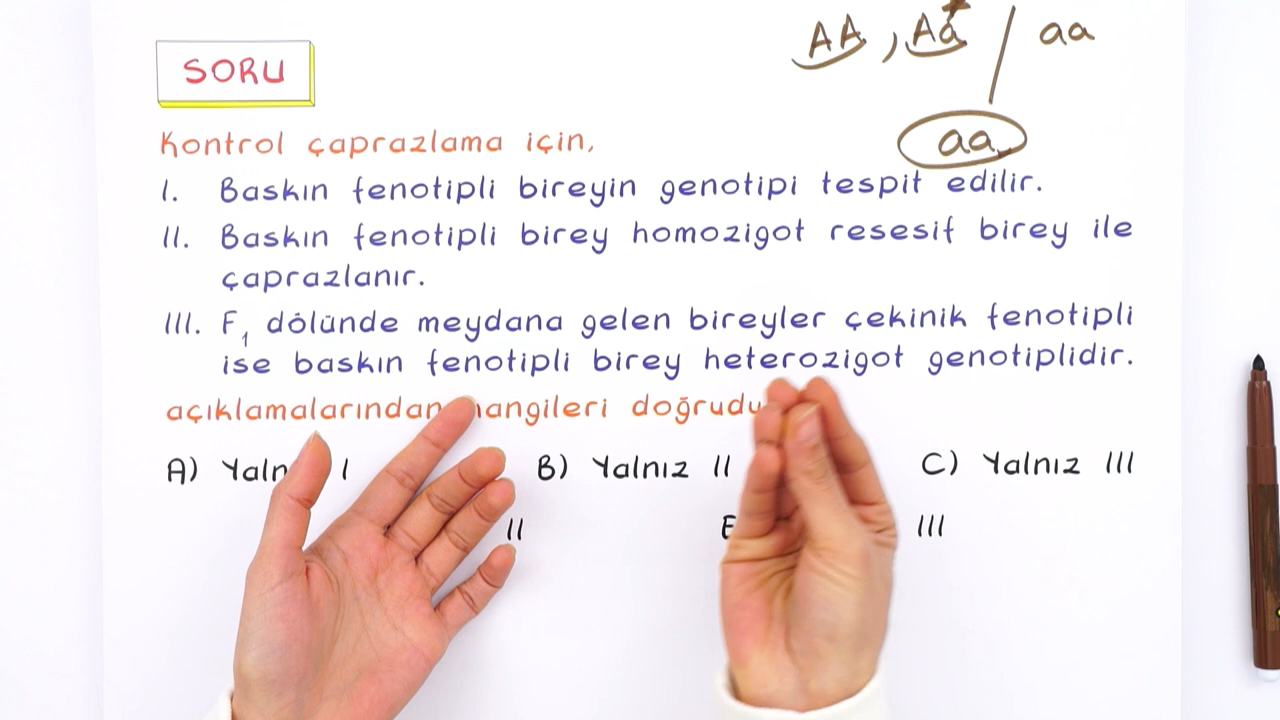 AA , Aa / aa
SORU
aa
Kontrol çaprazlama için,
I. Baskın fenotipli bireyin genotipi tespit edilir.
II. Baskın fenotipli birey homozigot resesif birey ile
çaprazlanır.
III. F1 dölünde meydana gelen bireyler çekinik fenotipli
ise baskın fenotipli birey heterozigot genotiplidir.
açıklamalarından hangileri
A) I B) Yalnız II C) Yalnız III
II III